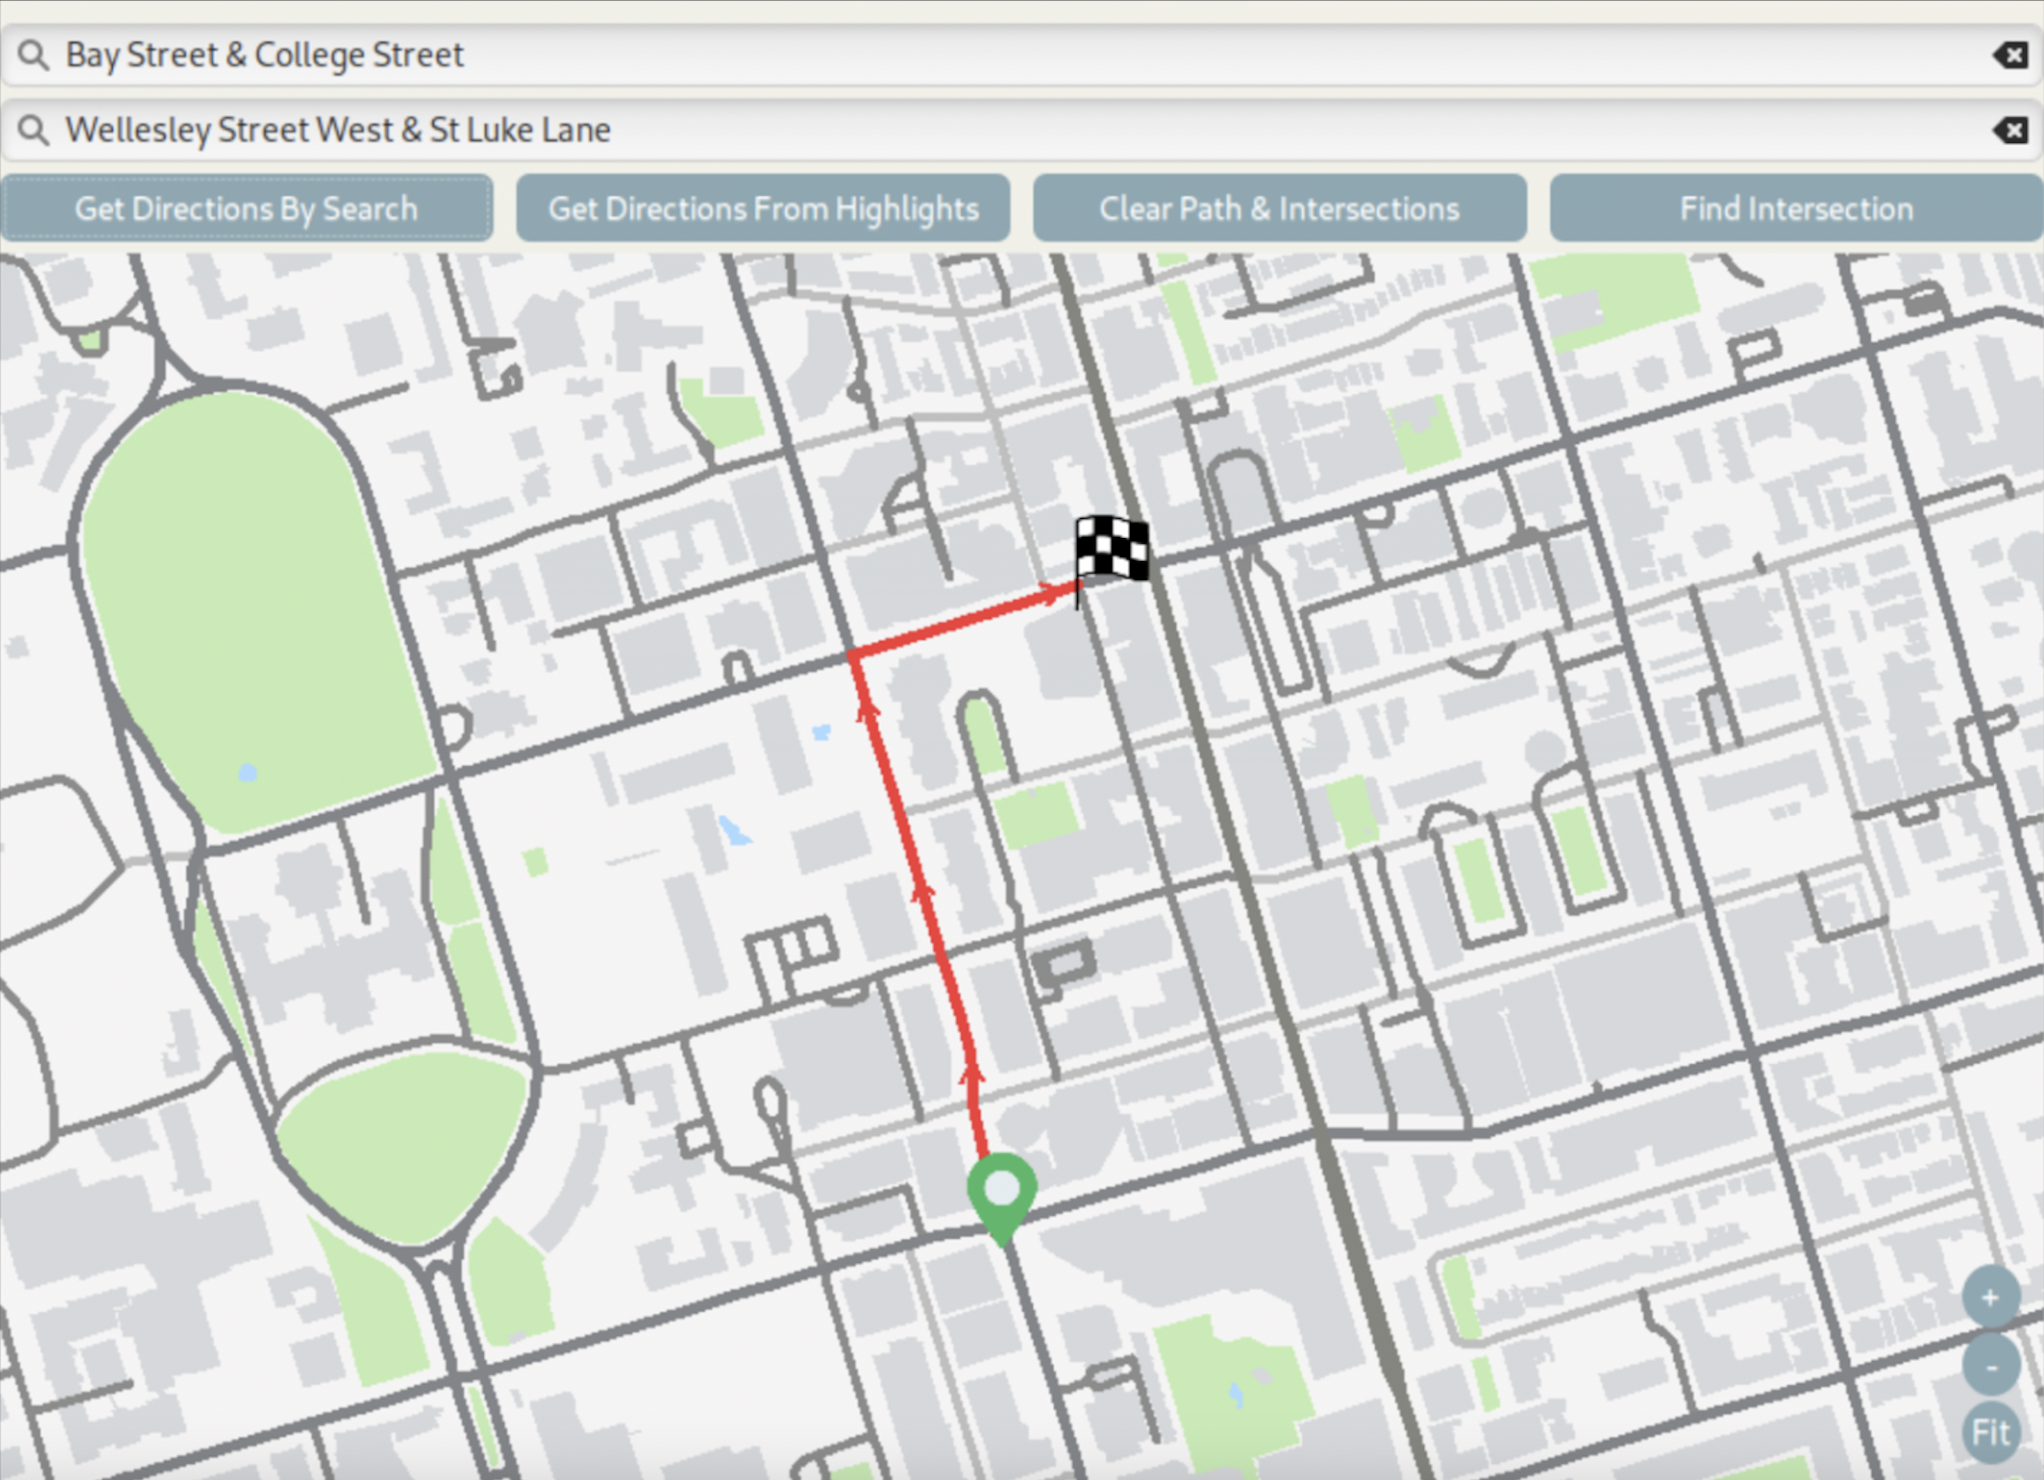 Bay Street & College Street
Wellesley Street West & St Luke Lane
Get Directions By Search
Get Directions From Highlights
Clear Path & Intersections
Find Intersection
+
-
Fit